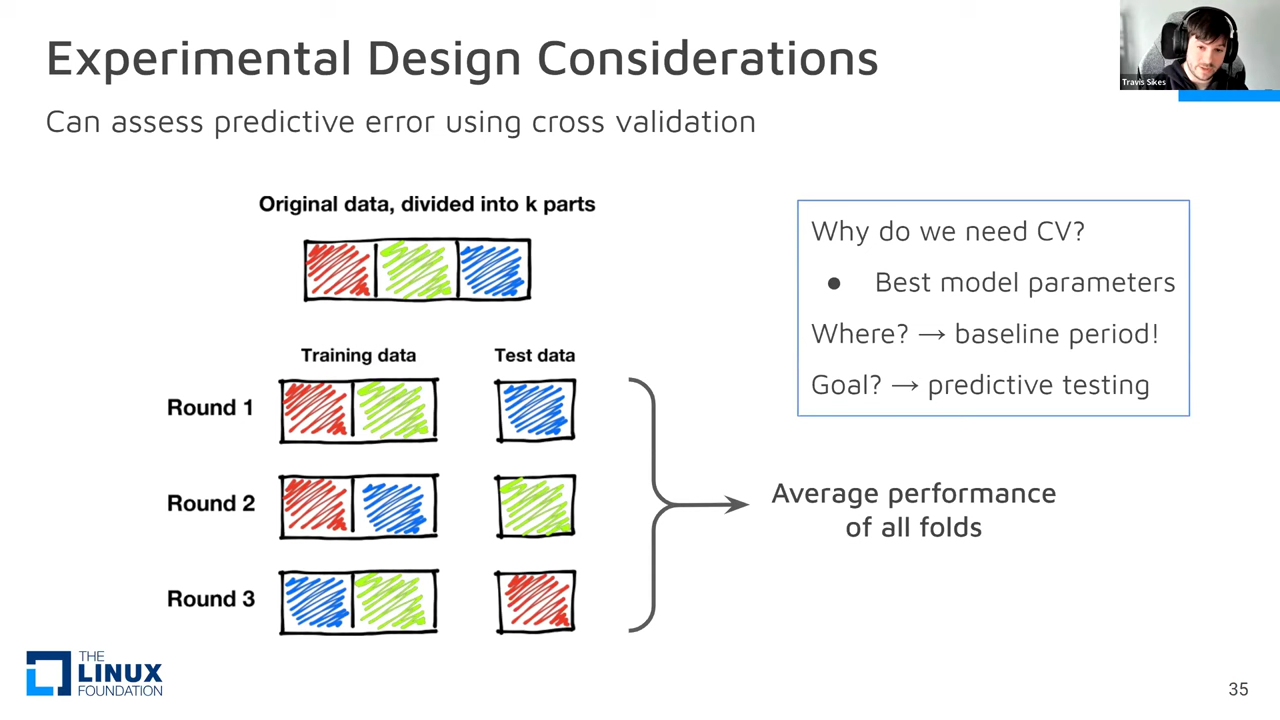 Experimental Design Considerations
Travis Sikes
Can assess predictive error using cross validation
Original data, divided into k parts
Training data
Test data
Round 1
Round 2
Round 3
Why do we need CV?
● Best model parameters
Where? → baseline period!
Goal? → predictive testing
Average performance
of all folds
THE
LINUX
FOUNDATION
35